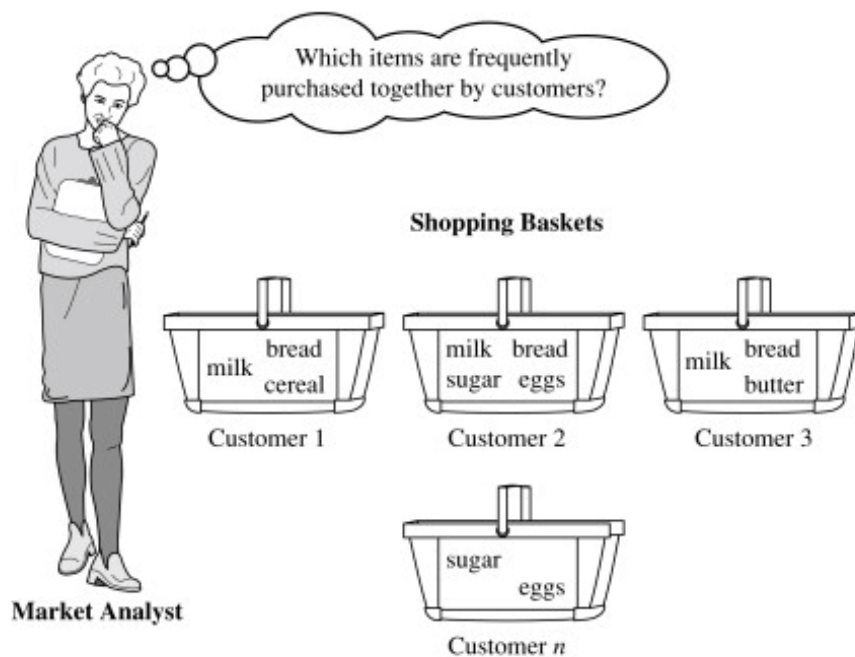 Which items are frequently
purchased together by customers?
Shopping Baskets
milk bread
cereal
Customer 1
milk bread
sugar eggs
Customer 2
milk bread
butter
Customer 3
sugar
eggs
Customer n
Market Analyst